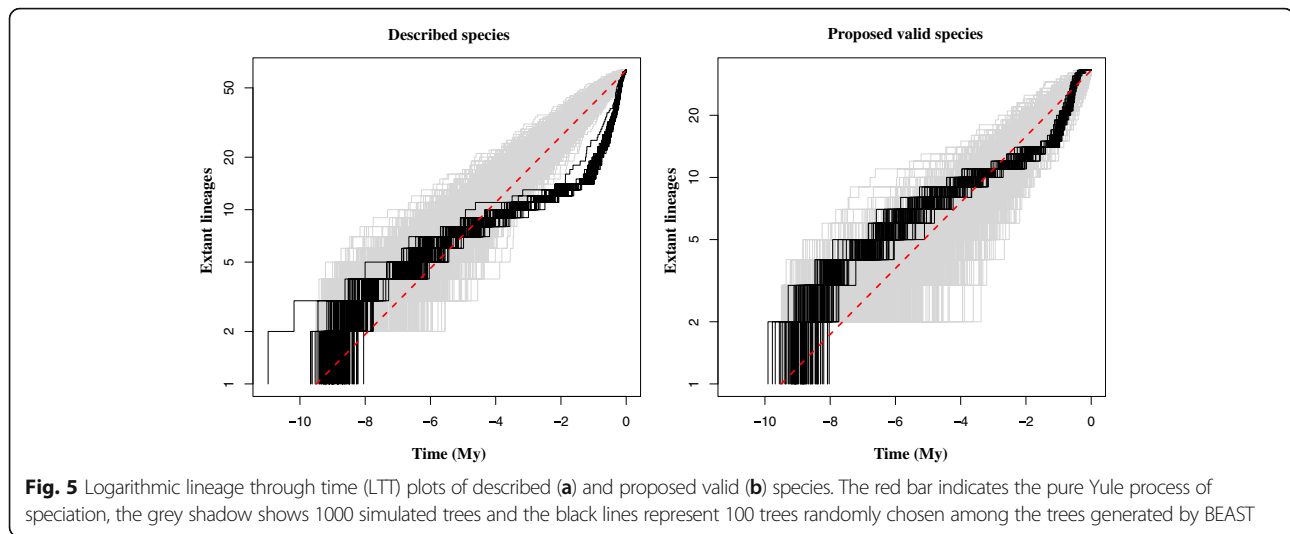 Described species
Proposed valid species
Extant lineages
50
20
10
5
2
1
−10
−8
−6
−4
−2
0
Time (My)
Extant lineages
20
10
5
2
1
−10
−8
−6
−4
−2
0
Time (My)
Fig. 5 Logarithmic lineage through time (LTT) plots of described (a) and proposed valid (b) species. The red bar indicates the pure Yule process of
speciation, the grey shadow shows 1000 simulated trees and the black lines represent 100 trees randomly chosen among the trees generated by BEAST